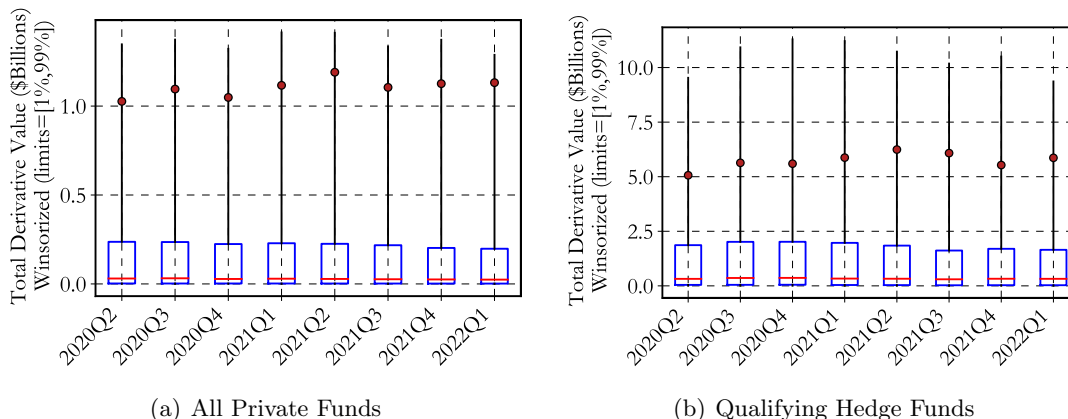 Total Derivative Value ($Billions)
Winsorized (limits=[1%,99%])
1.0
0.5
0.0
2020Q2
2020Q3
2020Q4
2021Q1
2021Q2
2021Q3
2021Q4
2022Q1
(a) All Private Funds
Total Derivative Value ($Billions)
Winsorized (limits=[1%,99%])
10.0
7.5
5.0
2.5
0.0
2020Q2
2020Q3
2020Q4
2021Q1
2021Q2
2021Q3
2021Q4
2022Q1
(b) Qualifying Hedge Funds